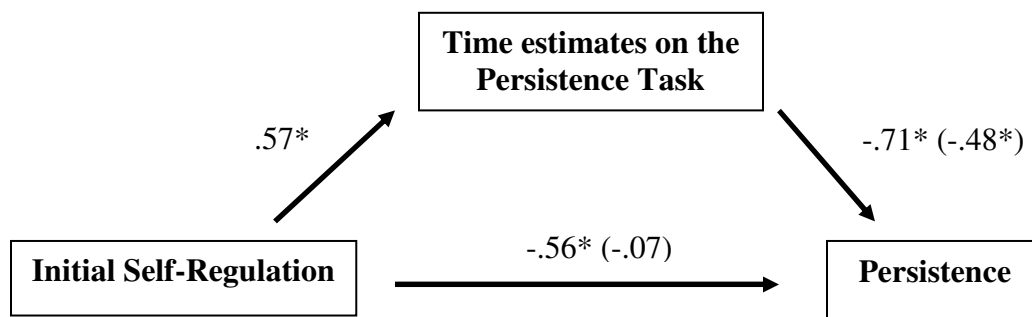 Time estimates on the
Persistence Task
.57*
-.71* (-.48*)
-.56* (-.07)
Initial Self-Regulation
Persistence